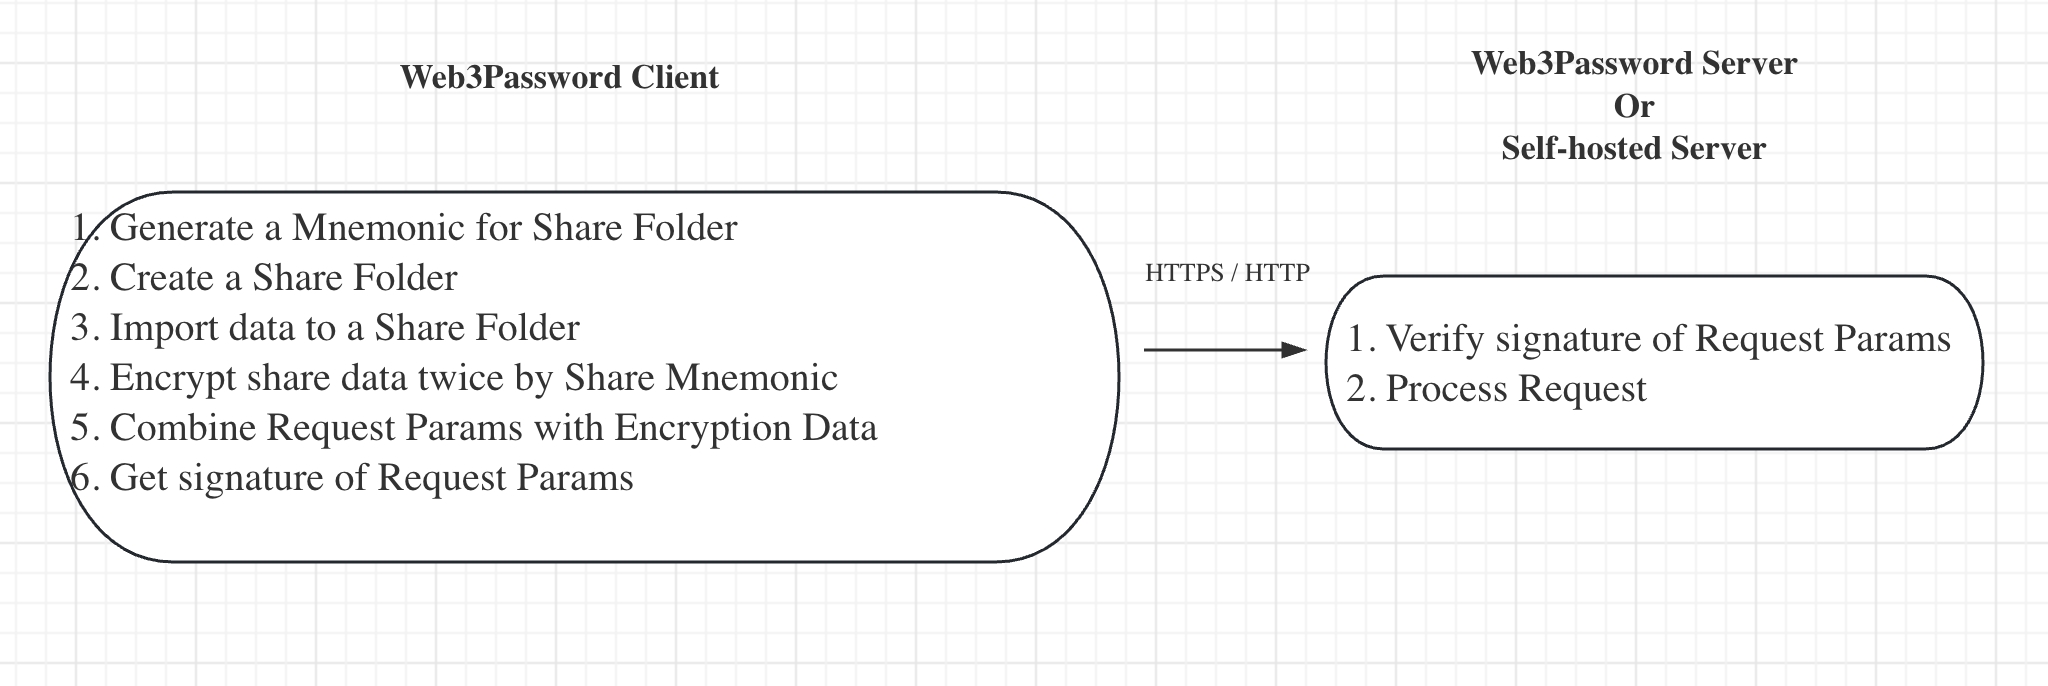 Web3Password Client
1. Generate a Mnemonic for Share Folder
2. Create a Share Folder
3. Import data to a Share Folder
4. Encrypt share data twice by Share Mnemonic
5. Combine Request Params with Encryption Data
6. Get signature of Request Params
HTTPS / HTTP
Web3Password Server
Or
Self-hosted Server
1. Verify signature of Request Params
2. Process Request